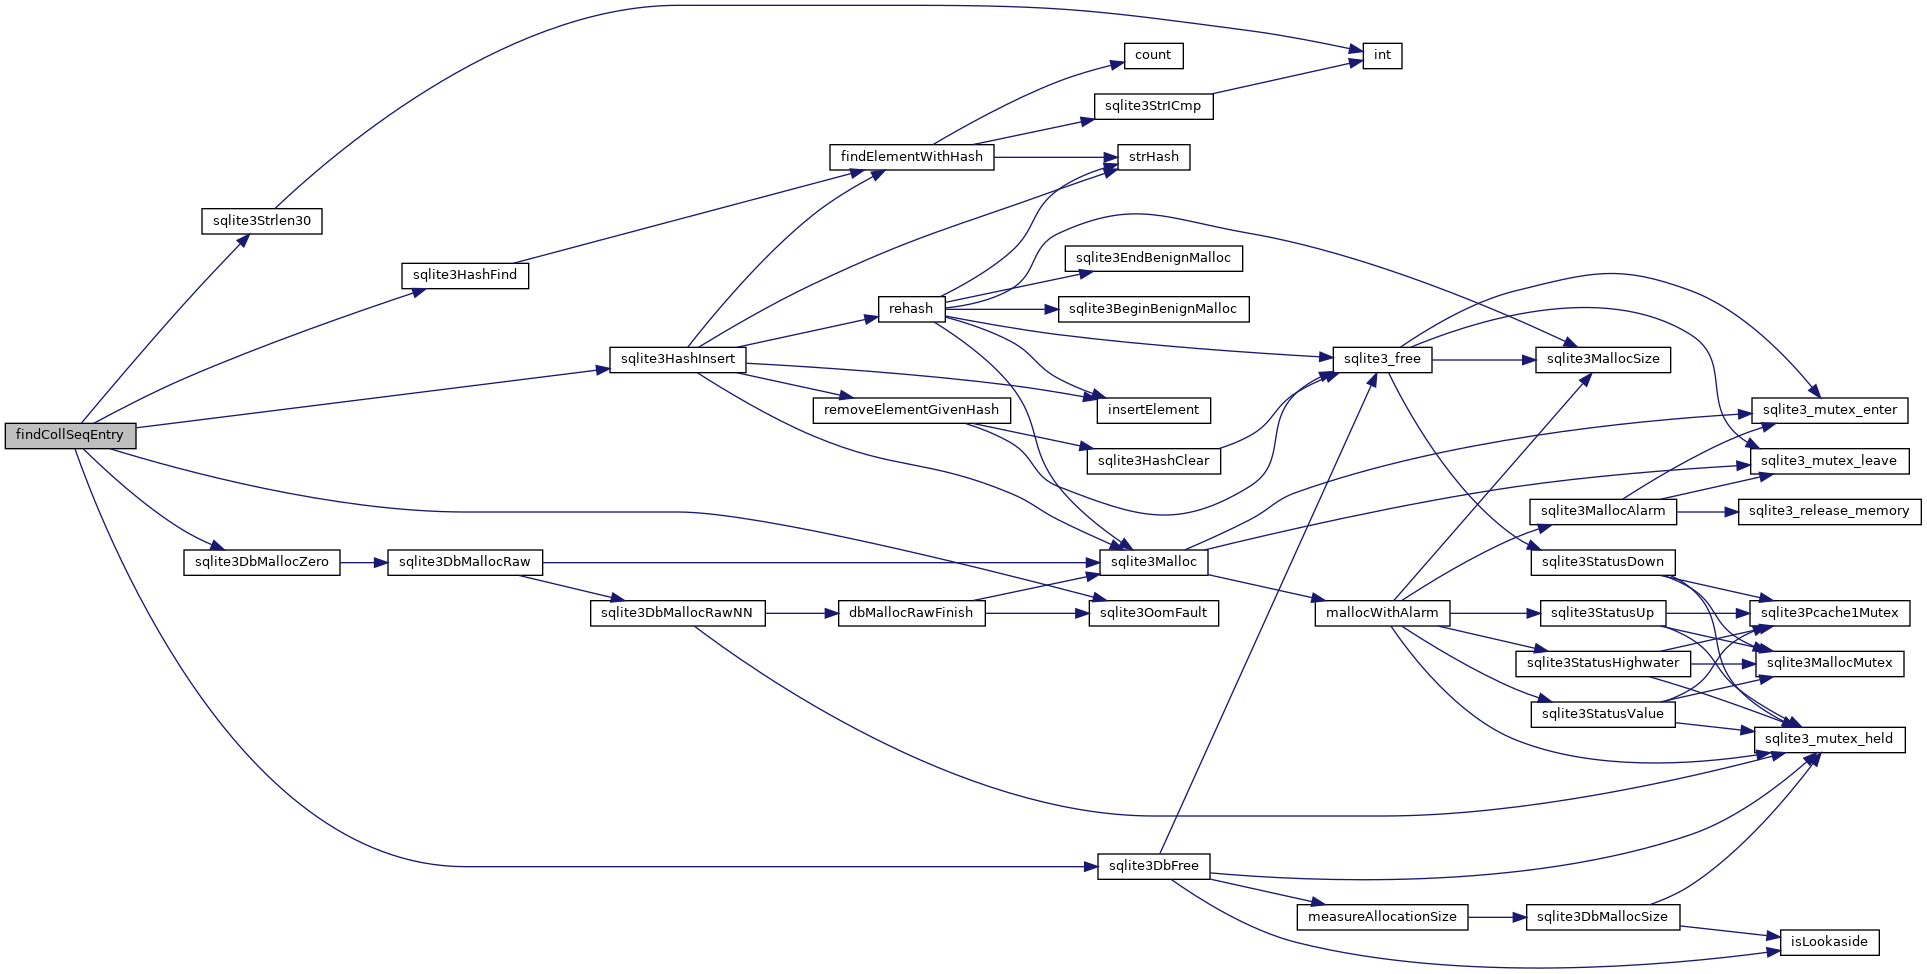 findCollSeqEntry
sqlite3Strlen30
sqlite3HashFind
sqlite3HashInsert
sqlite3DbMallocZero
sqlite3DbMallocRaw
sqlite3DbMallocRawNN
findElementWithHash
rehash
removeElementGivenHash
dbMallocRawFinish
count
sqlite3StrICmp
strHash
sqlite3EndBenignMalloc
sqlite3BeginBenignMalloc
insertElement
sqlite3HashClear
sqlite3Malloc
sqlite3OomFault
sqlite3DbFree
int
sqlite3_free
mallocWithAlarm
measureAllocationSize
sqlite3MallocSize
sqlite3MallocAlarm
sqlite3StatusDown
sqlite3StatusUp
sqlite3StatusHighwater
sqlite3StatusValue
sqlite3DbMallocSize
sqlite3_mutex_enter
sqlite3_mutex_leave
sqlite3_release_memory
sqlite3Pcache1Mutex
sqlite3MallocMutex
sqlite3_mutex_held
isLookaside